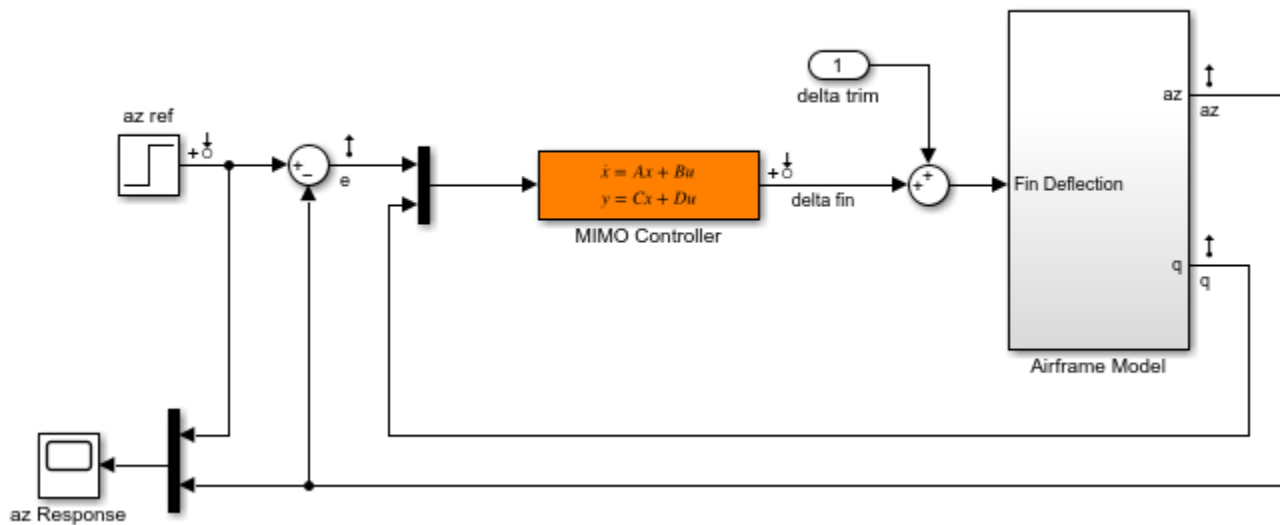 1
delta trim
az ref
+
+
−
e
ẋ = Ax + Bu
y = Cx + Du
MIMO Controller
+
delta fin
+
+
Fin Deflection
az
az
q
q
Airframe Model
az Response